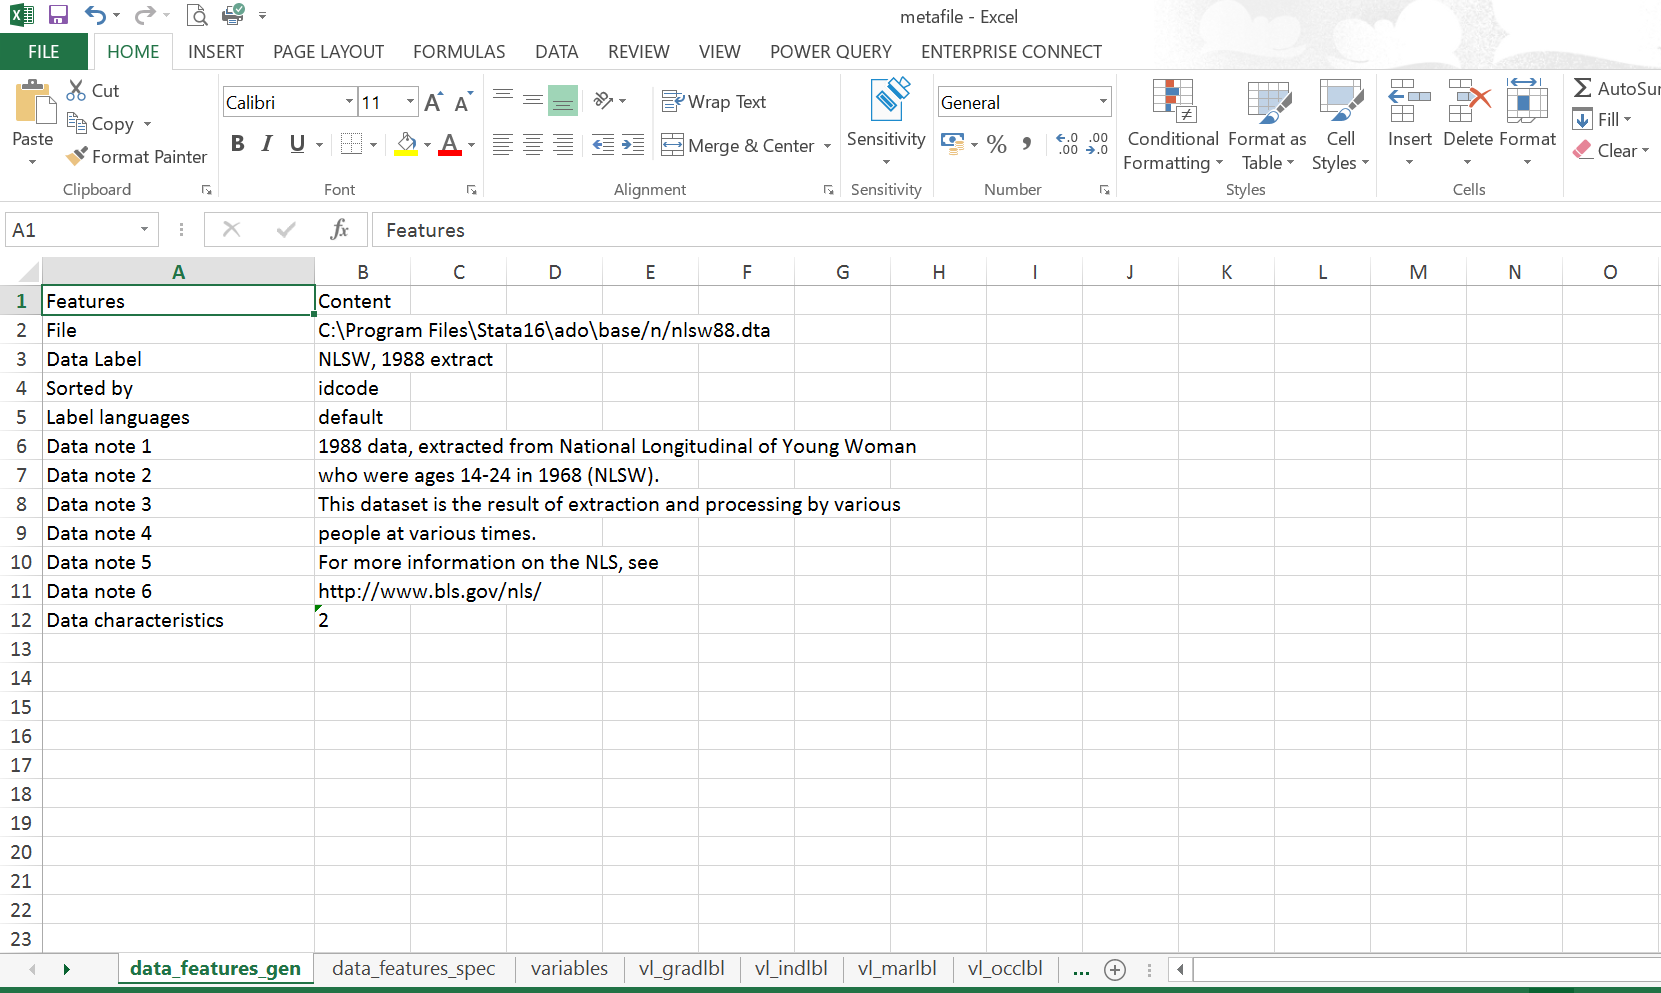 metafile - Excel
FILE HOME INSERT PAGE LAYOUT FORMULAS DATA REVIEW VIEW POWER QUERY ENTERPRISE CONNECT
Paste
Cut
Copy
Format Painter
Clipboard
Calibri 11
B I U
Font
Wrap Text
Merge & Center
Alignment
Sensitivity
Sensitivity
General
% , .0 .00 .00 .0
Number
Conditional Formatting
Format as Table
Cell Styles
Styles
Insert Delete Format
Cells
Fill
Clear
A1 fx Features
A B C D E F G H I J K L M N O
1 Features Content
2 File C:\Program Files\Stata16\ado\base/n/nlsw88.dta
3 Data Label NLSW, 1988 extract
4 Sorted by idcode
5 Label languages default
6 Data note 1 1988 data, extracted from National Longitudinal of Young Woman
7 Data note 2 who were ages 14-24 in 1968 (NLSW).
8 Data note 3 This dataset is the result of extraction and processing by various
9 Data note 4 people at various times.
10 Data note 5 For more information on the NLS, see
11 Data note 6 http://www.bls.gov/nls/
12 Data characteristics 2
13
14
15
16
17
18
19
20
21
22
23
data_features_gen data_features_spec variables vl_gradlbl vl_indlbl vl_marlbl vl_occlbl ...